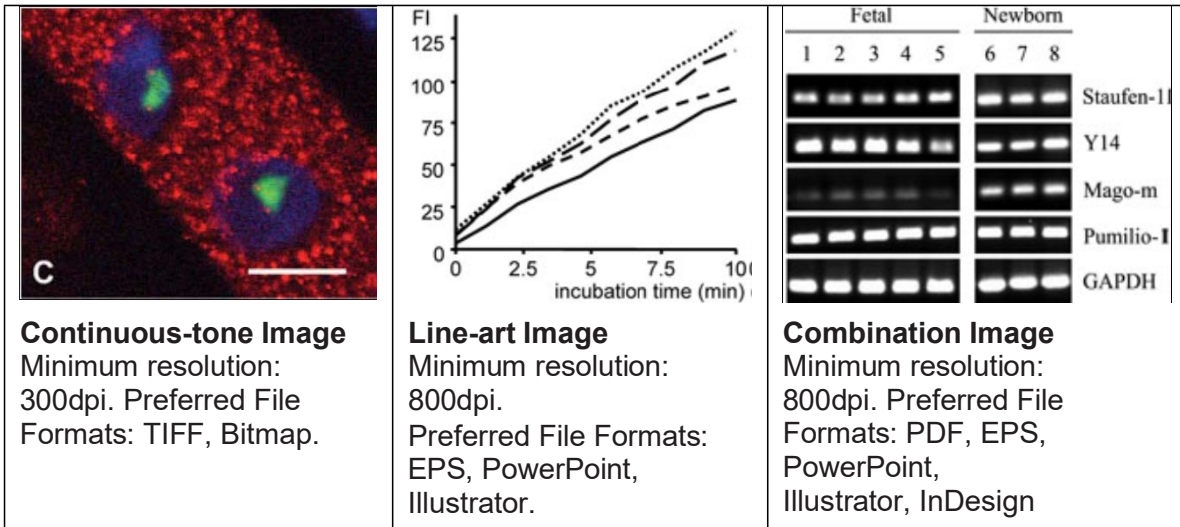 C
Continuous-tone Image
Minimum resolution:
300dpi. Preferred File
Formats: TIFF, Bitmap.
FI
125
100
75
50
25
0
0 2.5 5 7.5 100
incubation time (min) (
Line-art Image
Minimum resolution:
800dpi.
Preferred File Formats:
EPS, PowerPoint,
Illustrator.
Fetal Newborn
1 2 3 4 5 6 7 8
Staufen-1
Y14
Mago-m
Pumilio-1
GAPDH
Combination Image
Minimum resolution:
800dpi. Preferred File
Formats: PDF, EPS,
PowerPoint,
Illustrator, InDesign